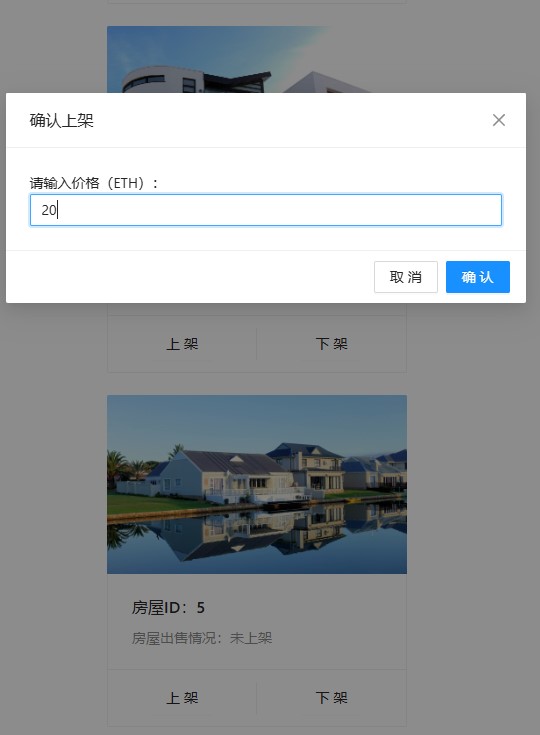 确认上架
请输入价格（ETH）：
20
取 消
确 认
上 架
下 架
房屋ID：5
房屋出售情况：未上架
上 架
下 架